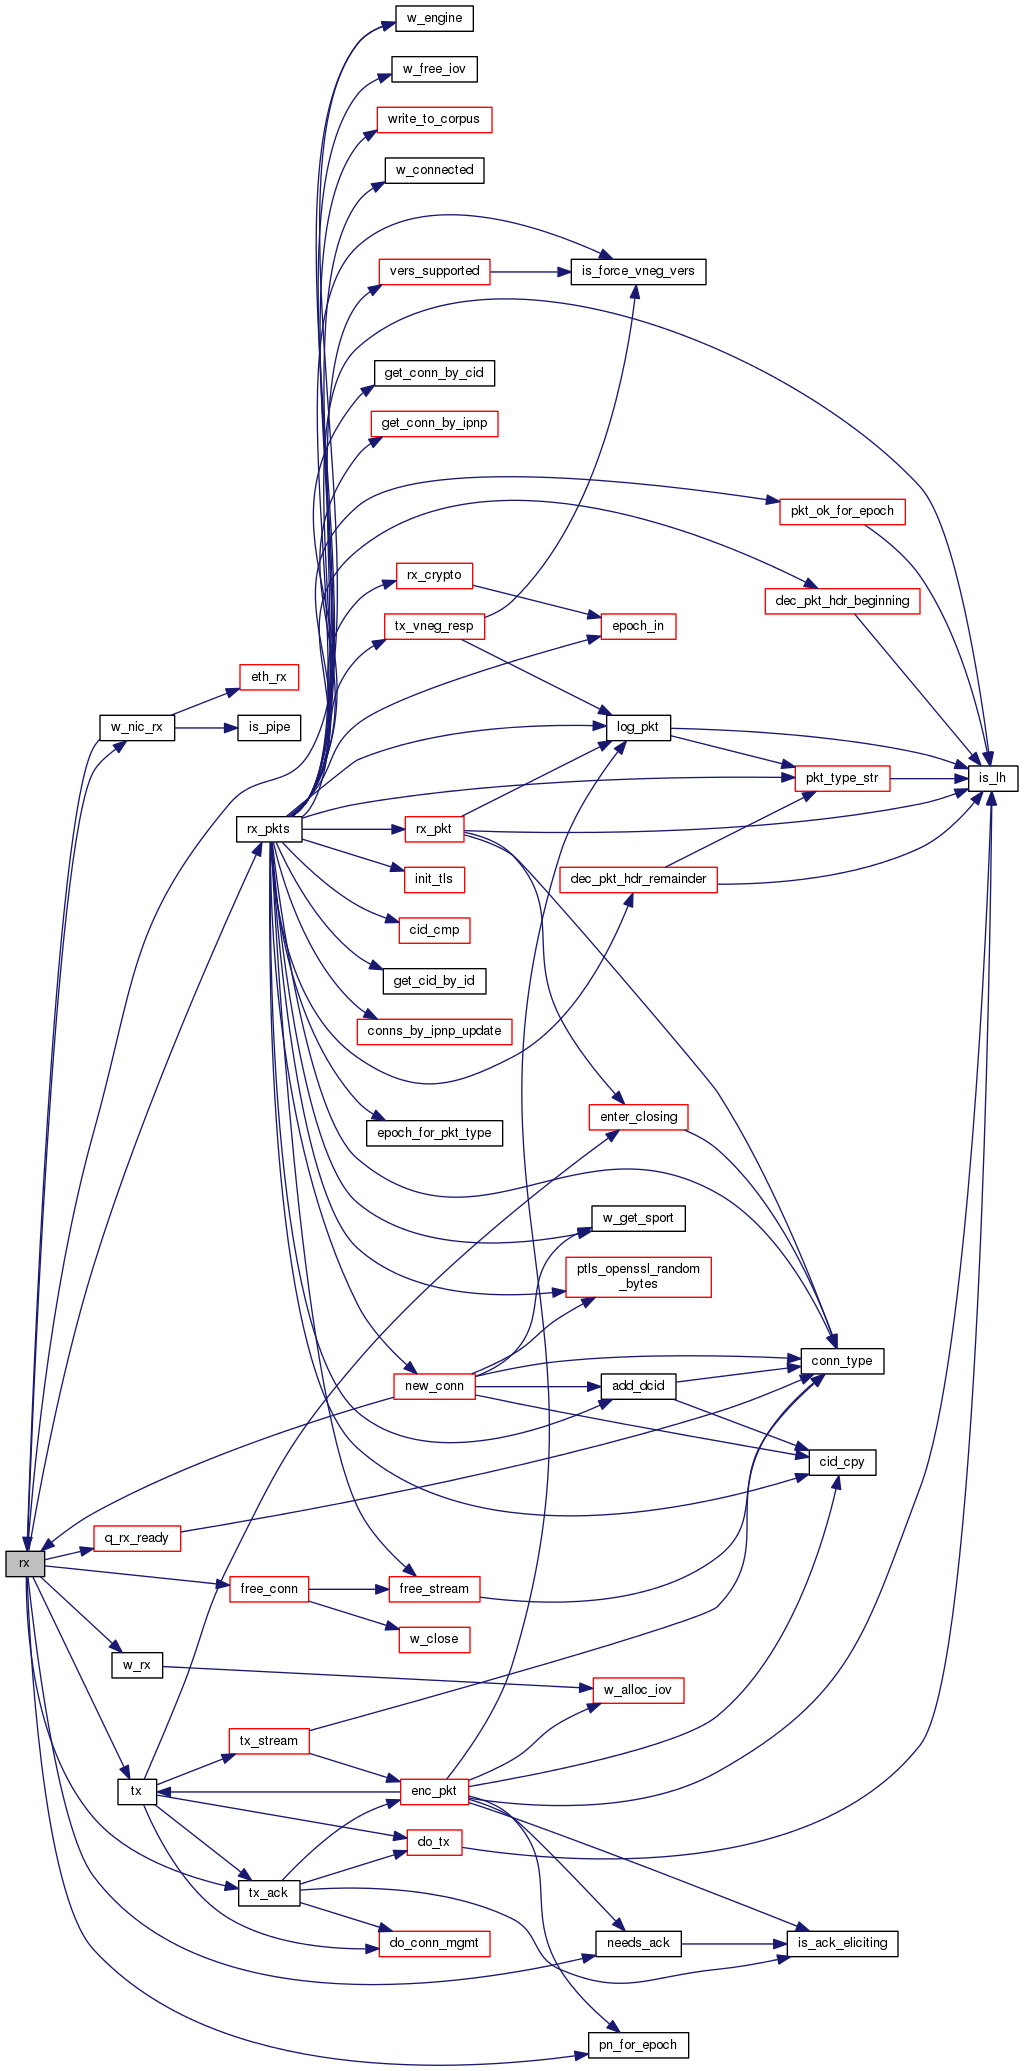 w_engine
w_free_iov
write_to_corpus
w_connected
vers_supported
is_force_vneg_vers
get_conn_by_cid
get_conn_by_ipnp
pkt_ok_for_epoch
rx_crypto
dec_pkt_hdr_beginning
tx_vneg_resp
epoch_in
eth_rx
w_nic_rx
is_pipe
log_pkt
pkt_type_str
is_lh
rx_pkts
rx_pkt
init_tls
dec_pkt_hdr_remainder
cid_cmp
get_cid_by_id
conns_by_ipnp_update
enter_closing
epoch_for_pkt_type
w_get_sport
ptls_openssl_random
_bytes
conn_type
new_conn
add_dcid
cid_cpy
q_rx_ready
rx
free_conn
free_stream
w_close
w_rx
w_alloc_iov
tx_stream
tx
enc_pkt
do_tx
tx_ack
do_conn_mgmt
needs_ack
is_ack_eliciting
pn_for_epoch